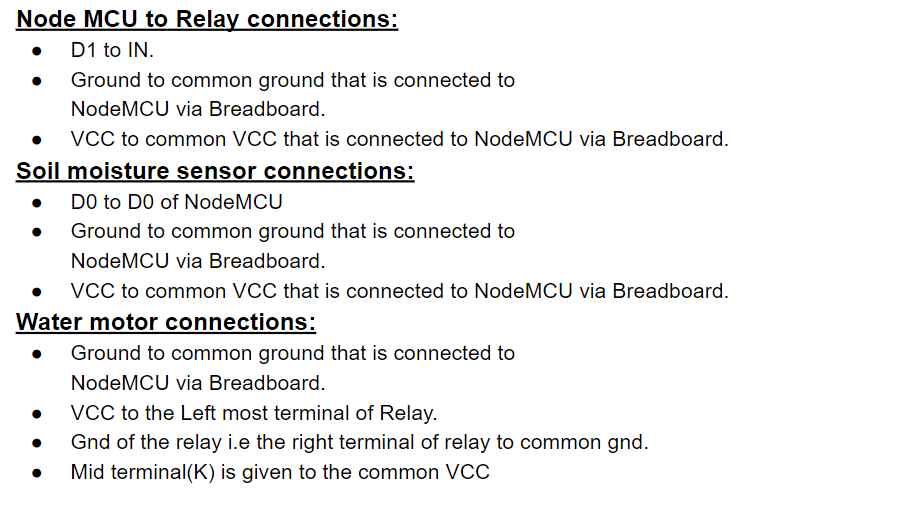 Node MCU to Relay connections:
● D1 to IN.
● Ground to common ground that is connected to
NodeMCU via Breadboard.
● VCC to common VCC that is connected to NodeMCU via Breadboard.
Soil moisture sensor connections:
● D0 to D0 of NodeMCU
● Ground to common ground that is connected to
NodeMCU via Breadboard.
● VCC to common VCC that is connected to NodeMCU via Breadboard.
Water motor connections:
● Ground to common ground that is connected to
NodeMCU via Breadboard.
● VCC to the Left most terminal of Relay.
● Gnd of the relay i.e the right terminal of relay to common gnd.
● Mid terminal(K) is given to the common VCC